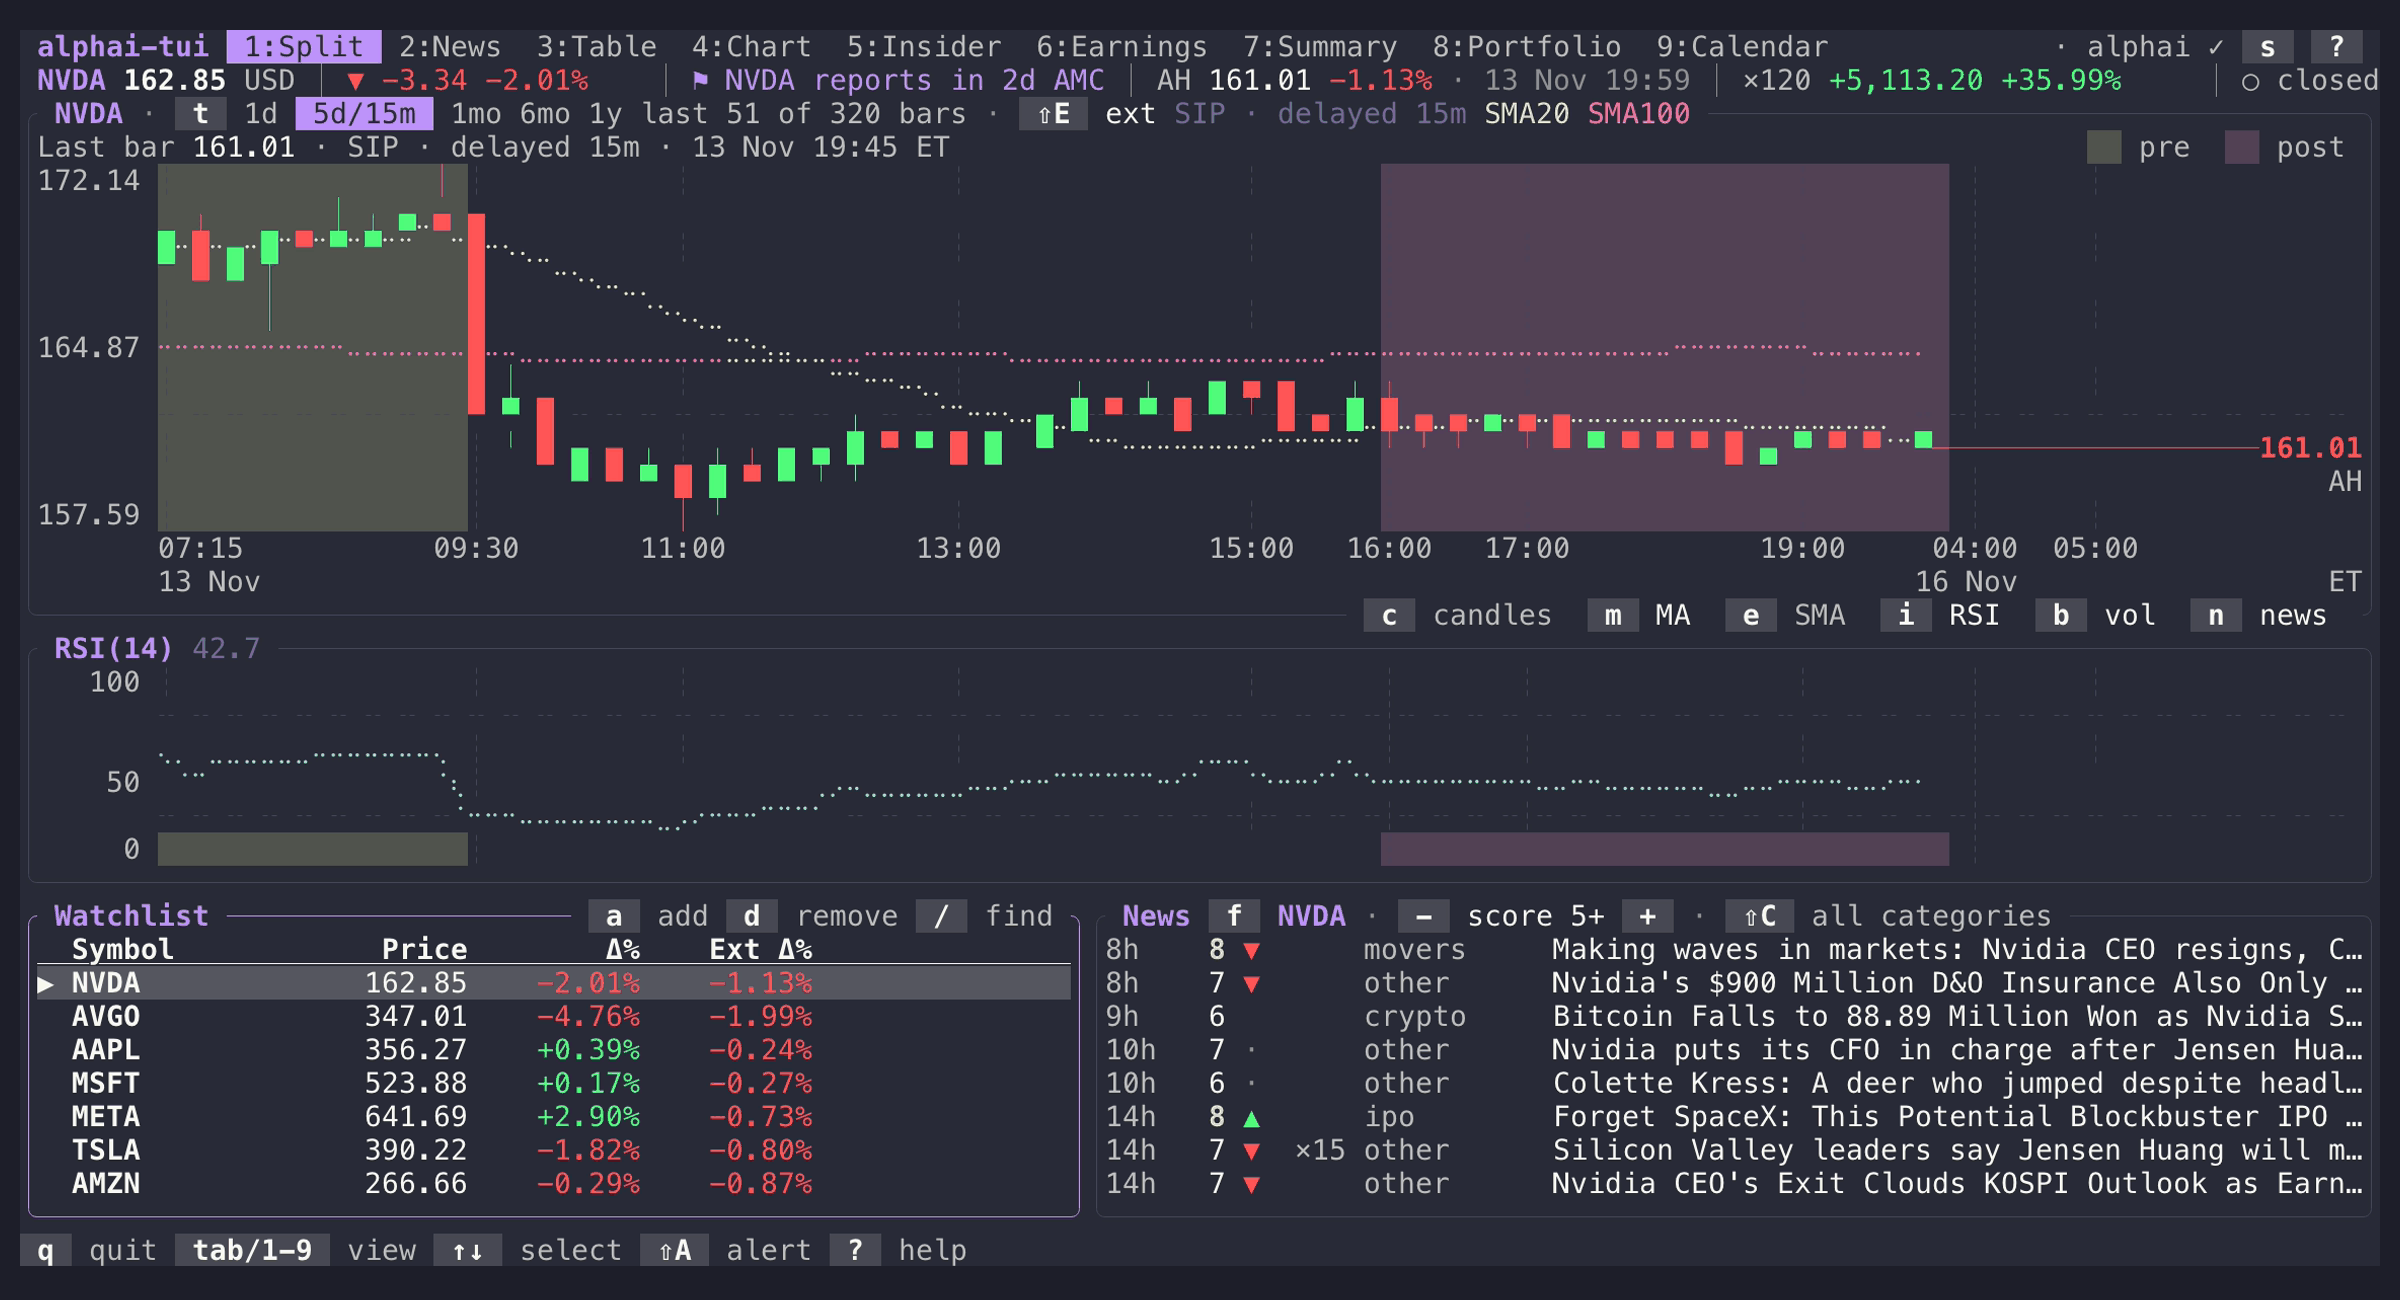 alphai-tui 1:Split 2:News 3:Table 4:Chart 5:Insider 6:Earnings 7:Summary 8:Portfolio 9:Calendar · alphai ✓ s ?
NVDA 162.85 USD │ ▼ −3.34 −2.01% │ ⚑ NVDA reports in 2d AMC │ AH 161.01 −1.13% · 13 Nov 19:59 │ ×120 +5,113.20 +35.99% │ ○ closed
NVDA · t 1d 5d/15m 1mo 6mo 1y last 51 of 320 bars · ⇧E ext SIP · delayed 15m SMA20 SMA100
Last bar 161.01 · SIP · delayed 15m · 13 Nov 19:45 ET pre post
172.14
164.87
161.01
AH
157.59
07:15 09:30 11:00 13:00 15:00 16:00 17:00 19:00 04:00 05:00
13 Nov 16 Nov ET
c candles m MA e SMA i RSI b vol n news
RSI(14) 42.7
100
50
0
Watchlist a add d remove / find
Symbol Price Δ% Ext Δ%
▶ NVDA 162.85 −2.01% −1.13%
AVGO 347.01 −4.76% −1.99%
AAPL 356.27 +0.39% −0.24%
MSFT 523.88 +0.17% −0.27%
META 641.69 +2.90% −0.73%
TSLA 390.22 −1.82% −0.80%
AMZN 266.66 −0.29% −0.87%
News f NVDA · − score 5+ + · ⇧C all categories
8h 8 ▼ movers Making waves in markets: Nvidia CEO resigns, C…
8h 7 ▼ other Nvidia's $900 Million D&O Insurance Also Only …
9h 6 crypto Bitcoin Falls to 88.89 Million Won as Nvidia S…
10h 7 · other Nvidia puts its CFO in charge after Jensen Hua…
10h 6 · other Colette Kress: A deer who jumped despite headl…
14h 8 ▲ ipo Forget SpaceX: This Potential Blockbuster IPO …
14h 7 ▼ ×15 other Silicon Valley leaders say Jensen Huang will m…
14h 7 ▼ other Nvidia CEO's Exit Clouds KOSPI Outlook as Earn…
q quit tab/1−9 view ↑↓ select ⇧A alert ? help